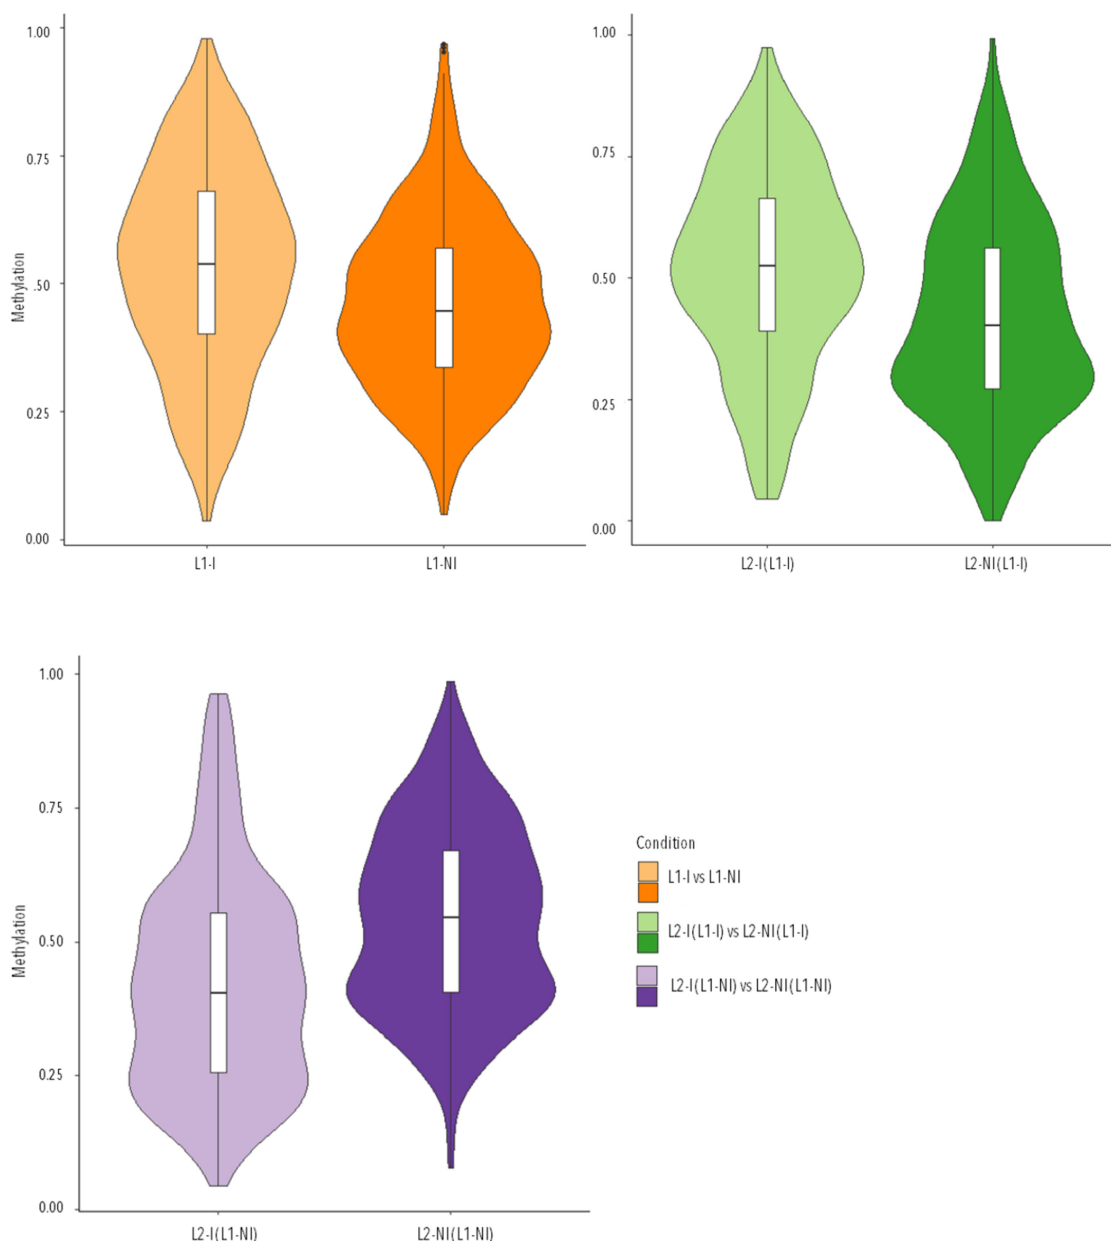 1.00
0.75
Methylation
.50
0.25
0.00
L1-I
L1-NI
1.00
0.75
0.50
0.25
0.00
L2-I(L1-I)
L2-NI(L1-I)
1.00
0.75
Methylation
0.50
0.25
0.00
L2-I(L1-NI)
L2-NI(L1-NI)
Condition
L1-I vs L1-NI
L2-I(L1-I) vs L2-NI(L1-I)
L2-I(L1-NI) vs L2-NI(L1-NI)